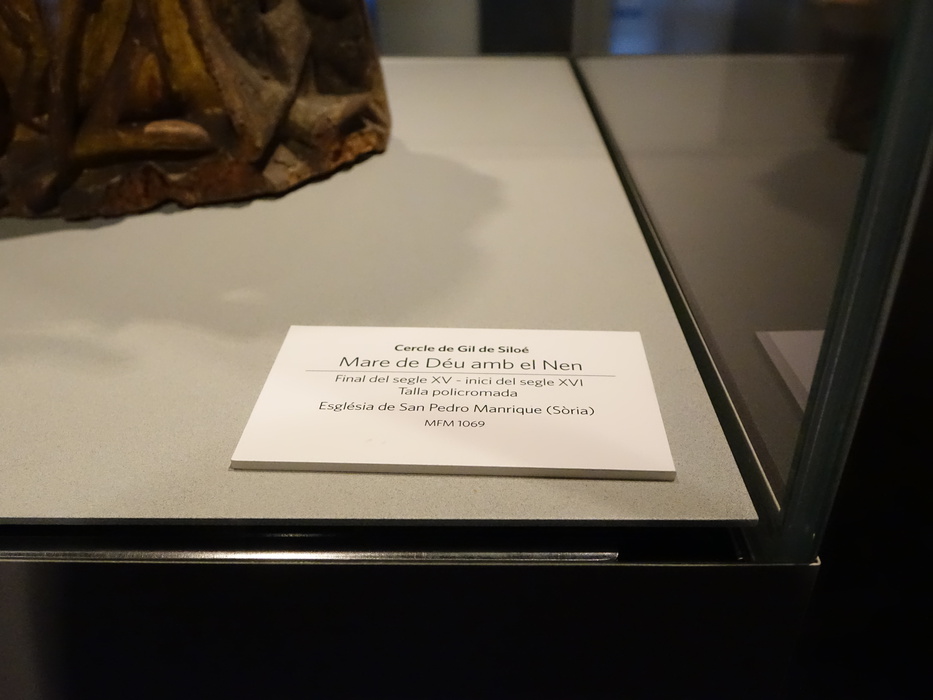 Cercle de Gil de Siloé
Mare de Déu amb el Nen
Final del segle XV - inici del segle XVI
Talla policromada
Església de San Pedro Manrique (Sòria)
MFM 1069